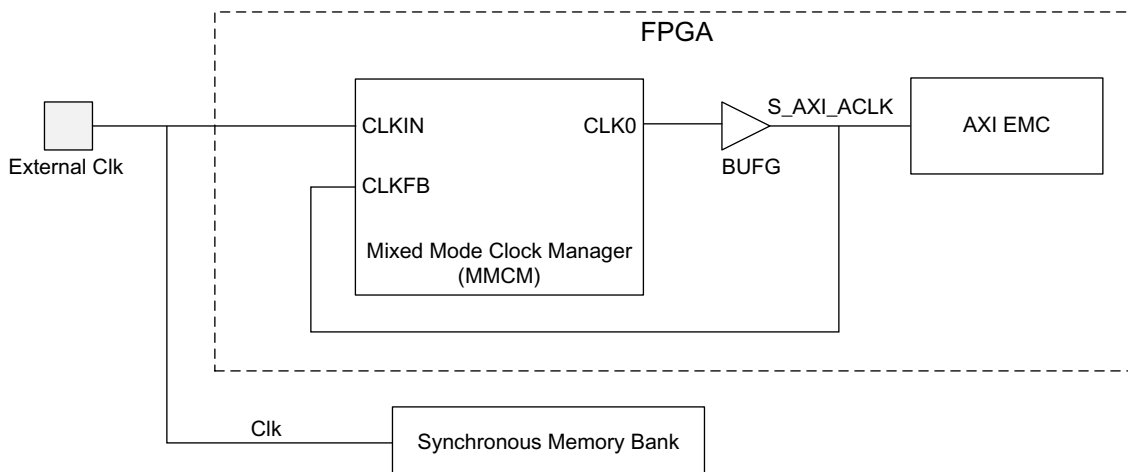 FPGA
S_AXI_ACLK
CLKIN
CLK0
AXI EMC
External Clk
BUFG
CLKFB
Mixed Mode Clock Manager
(MMCM)
Clk
Synchronous Memory Bank